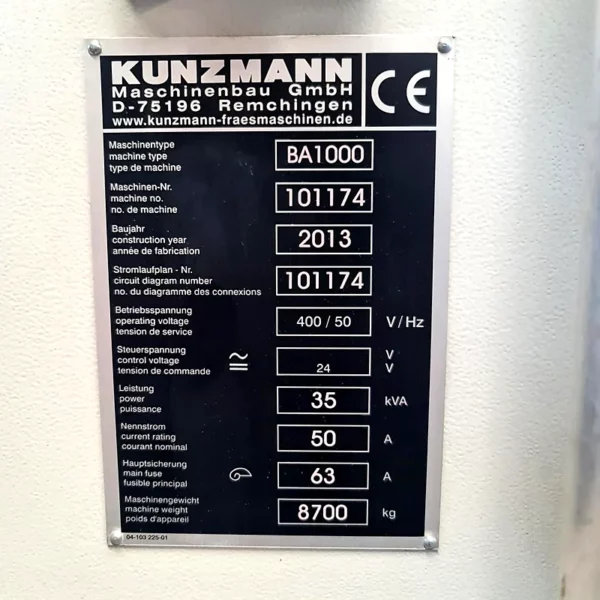 KUNZMANN
Maschinenbau GmbH
D-75196 Remchingen
www.kunzmann-fraesmaschinen.de
CE
Maschinentype
machine type
type de machine
BA1000
Maschinen-Nr.
machine no.
no. de machine
101174
Baujahr
construction year
année de fabrication
2013
Stromlaufplan - Nr.
circuit diagram number
no. du diagramme des connexions
101174
Betriebsspannung
operating voltage
tension de service
400 / 50 V / Hz
Steuerspannung
control voltage
tension de commande
V
24 V
Leistung
power
puissance
35 kVA
Nennstrom
current rating
courant nominal
50 A
Hauptsicherung
main fuse
fusible principal
63 A
Maschinengewicht
machine weight
poids d'appareil
8700 kg
04-103 225-01